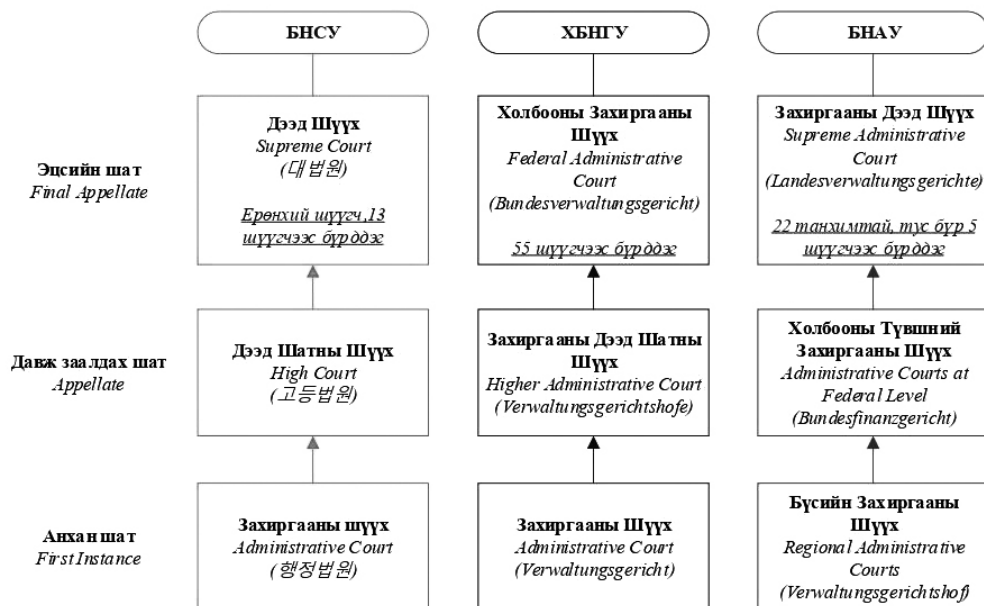 БНСУ
ХБНГУ
БНАУ
Эцсийн шат
Final Appellate
Дээд Шүүх
Supreme Court
(대법원)
Ерөнхий шүүгч ,13
шүүгчээс бүрддэг
Холбооны Захиргааны
Шүүх
Federal Administrative
Court
(Bundesverwaltungsgericht)
55 шүүгчээс бүрддэг
Захиргааны Дээд Шүүх
Supreme Administrative
Court
(Landesverwaltungsgerichte)
22 танхимтай, тус бүр 5
шүүгчээс бүрддэг
Давж заалдах шат
Appellate
Дээд Шатны Шүүх
High Court
(고등법원)
Захиргааны Дээд Шатны
Шүүх
Higher Administrative Court
(Verwaltungsgerichtshofe)
Холбооны Түвшний
Захиргааны Шүүх
Administrative Courts at
Federal Level
(Bundesfinanzgericht)
Анхан шат
First Instance
Захиргааны шүүх
Administrative Court
(행정법원)
Захиргааны Шүүх
Administrative Court
(Verwaltungsgericht)
Бүсийн Захиргааны
Шүүх
Regional Administrative
Courts
(Verwaltungsgerichtshof)